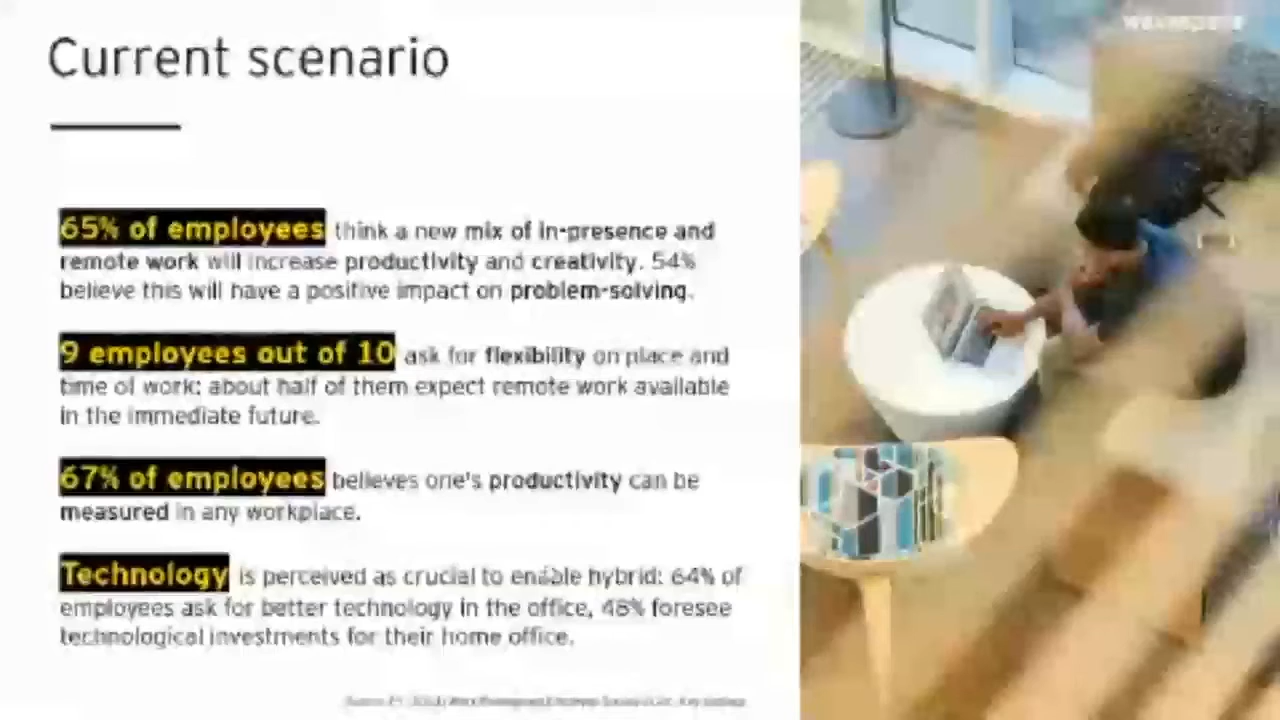 Current scenario
65% of employees think a new mix of in-presence and
remote work will increase productivity and creativity. 54%
believe this will have a positive impact on problem-solving.
9 employees out of 10 ask for flexibility on place and
time of work: about half of them expect remote work available
in the immediate future.
67% of employees believes one's productivity can be
measured in any workplace.
Technology is perceived as crucial to enable hybrid: 64% of
employees ask for better technology in the office, 48% foresee
technological investments for their home office.